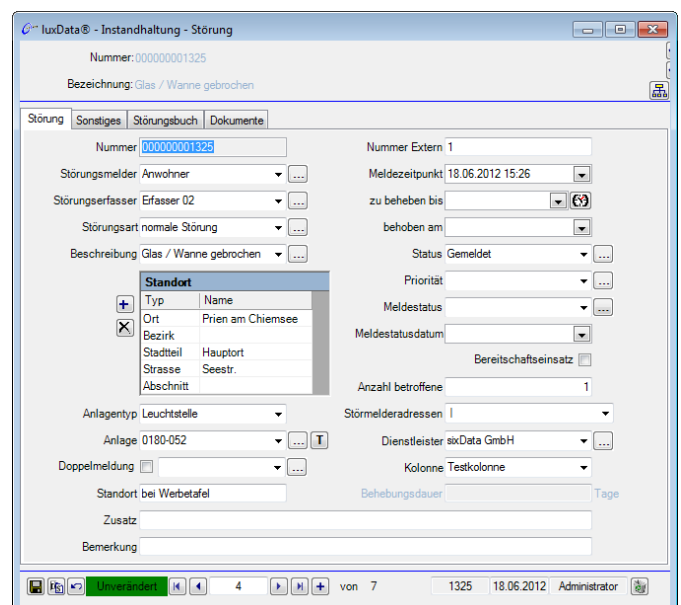 luxData® - Instandhaltung - Störung
Nummer: 000000001325
Bezeichnung: Glas / Wanne gebrochen
Störung Sonstiges Störungsbuch Dokumente
Nummer 000000001325
Nummer Extern 1
Störungsmelder Anwohner ...
Meldezeitpunkt 18.06.2012 15:26
Störungserfasser Erfasser 02 ...
zu beheben bis
Störungsart normale Störung ...
behoben am
Beschreibung Glas / Wanne gebrochen ...
Status Gemeldet ...
Standort
Priorität ...
Typ Name
Meldestatus ...
Ort Prien am Chiemsee
Bezirk
Meldestatusdatum
Stadtteil Hauptort
Bereitschaftseinsatz
Strasse Seestr.
Abschnitt
Anzahl betroffene 1
Anlagentyp Leuchtstelle
Störmelderadressen |
Anlage 0180-052 ... T
Dienstleister sixData GmbH ...
Doppelmeldung ...
Kolonne Testkolonne
Standort bei Werbetafel
Behebungsdauer Tage
Zusatz
Bemerkung
Unverändert 4 von 7 1325 18.06.2012 Administrator